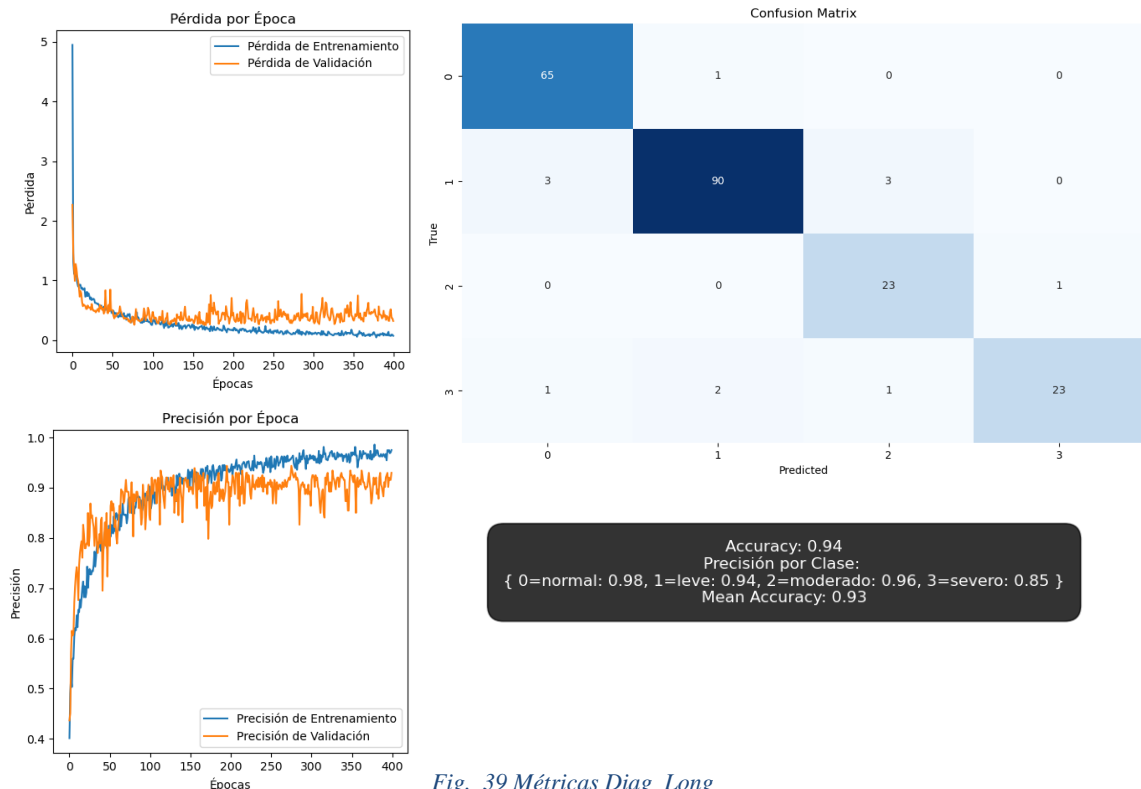 Pérdida por Época
5
4
3
2
1
0
Pérdida
Pérdida de Entrenamiento
Pérdida de Validación
0 50 100 150 200 250 300 350 400
Épocas
Confusion Matrix
0 65 1 0 0
1 3 90 3 0
2 0 0 23 1
3 1 2 1 23
True
0 1 2 3
Predicted
Precisión por Época
1.0
0.9
0.8
0.7
0.6
0.5
0.4
Precisión
Precisión de Entrenamiento
Precisión de Validación
0 50 100 150 200 250 300 350 400
Épocas
Accuracy: 0.94
Precisión por Clase:
{ 0=normal: 0.98, 1=leve: 0.94, 2=moderado: 0.96, 3=severo: 0.85 }
Mean Accuracy: 0.93
Fig. 39 Métricas Diag_Long